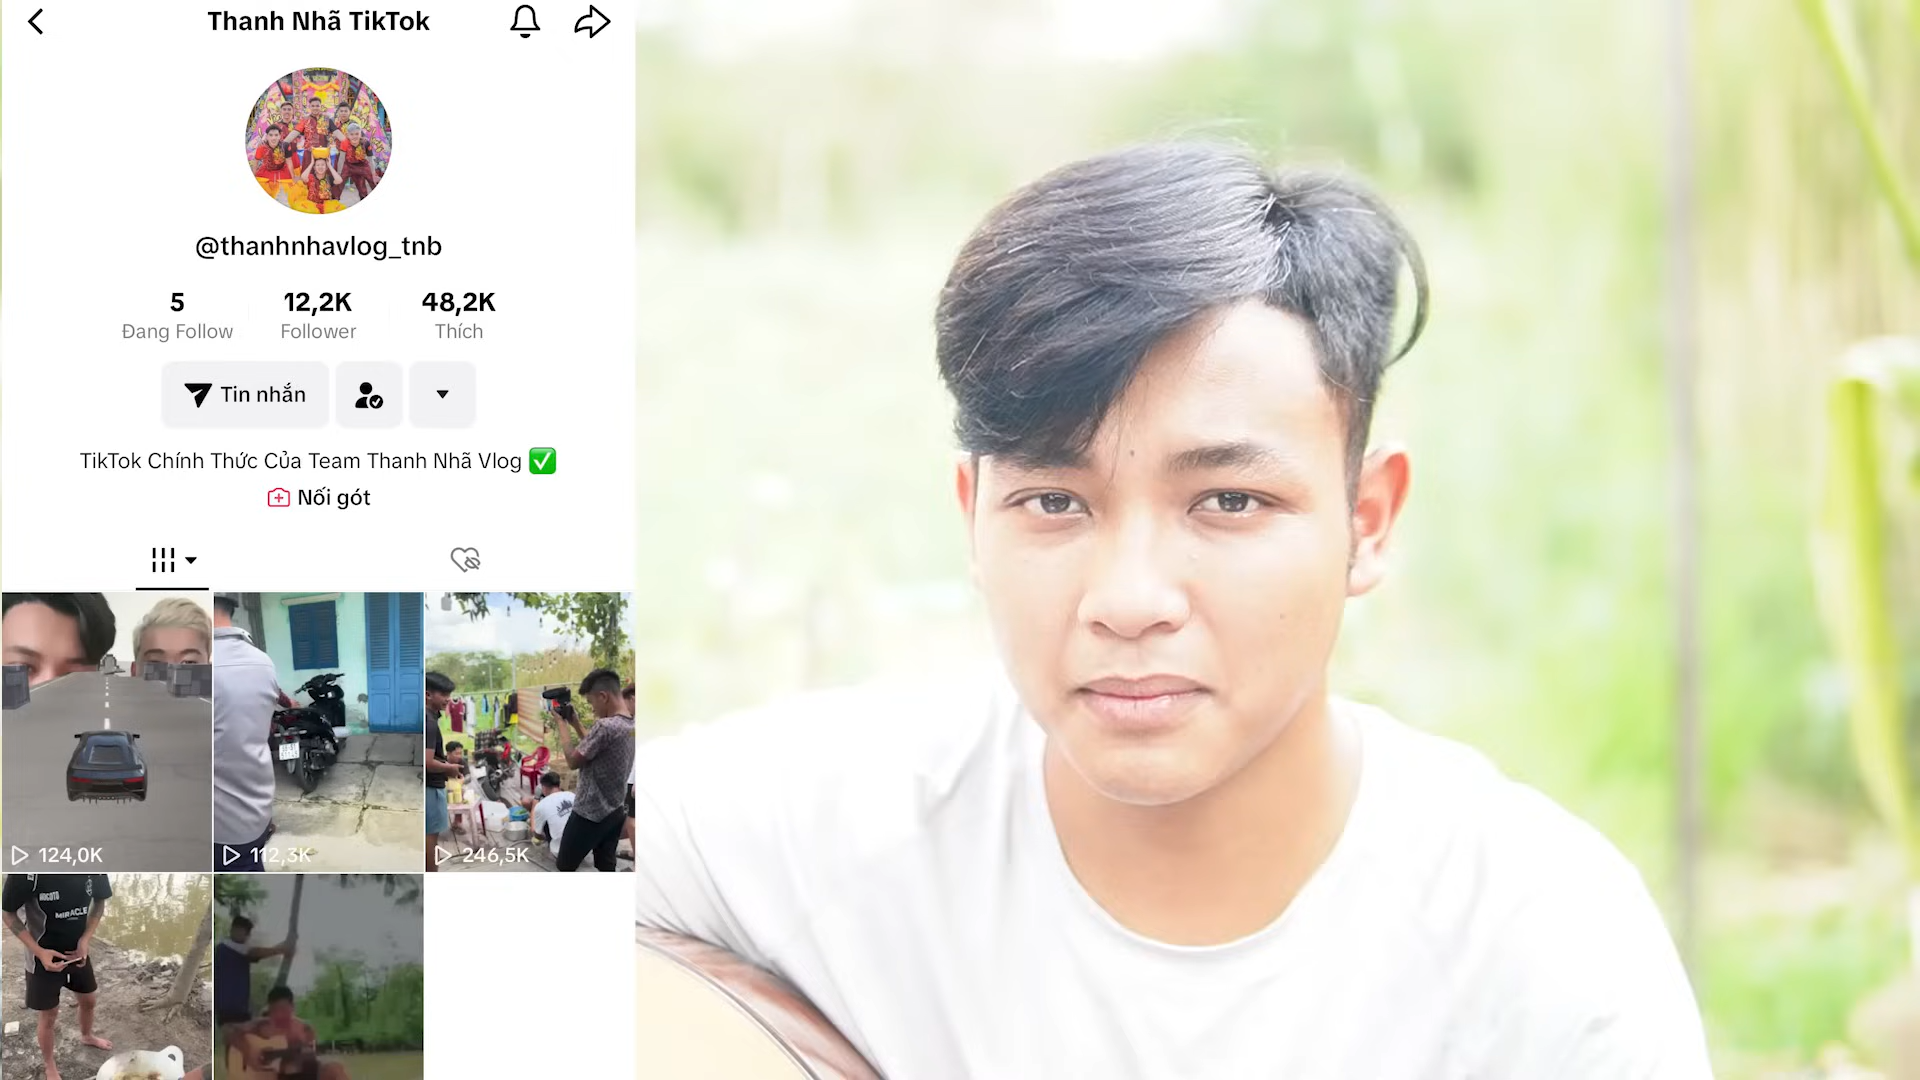 Thanh Nhã TikTok
@thanhnhavlog_tnb
5 12,2K 48,2K
Đang Follow Follower Thích
Tin nhắn
TikTok Chính Thức Của Team Thanh Nhã Vlog ✅
Nối gót
124,0K 112,3K 246,5K
MIRACLE